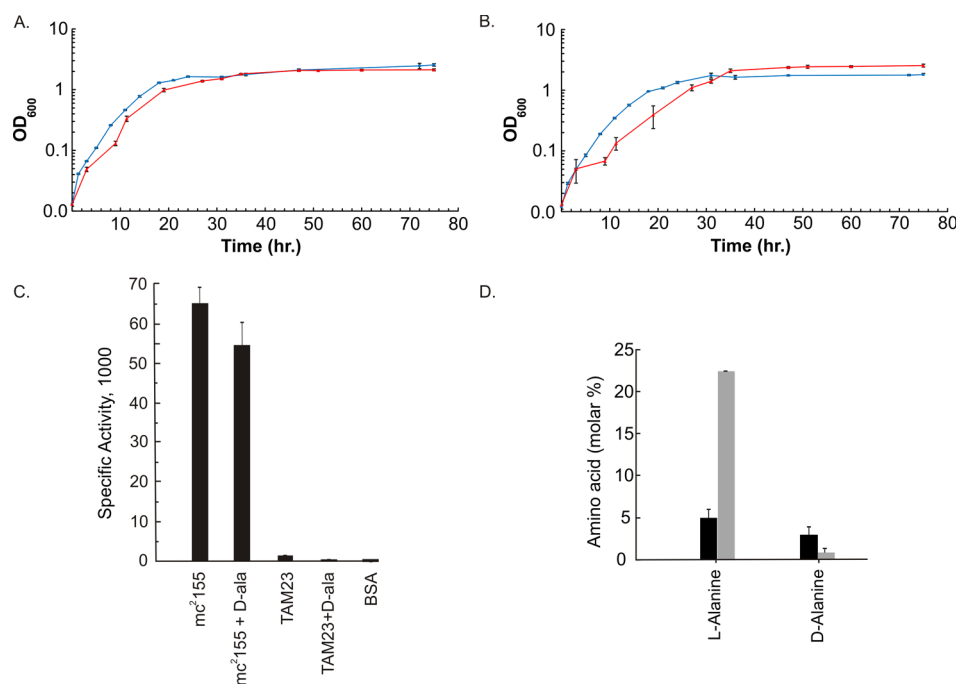 A.
10
1
0.1
0.0
OD600
10 20 30 40 50 60 70 80
Time (hr.)
B.
10
1
0.1
0.0
OD600
10 20 30 40 50 60 70 80
Time (hr.)
C.
70
60
50
40
30
20
10
0
Specific Activity, 1000
mc²155
mc²155 + D-ala
TAM23
TAM23+D-ala
BSA
D.
25
20
15
10
5
0
Amino acid (molar %)
L-Alanine
D-Alanine